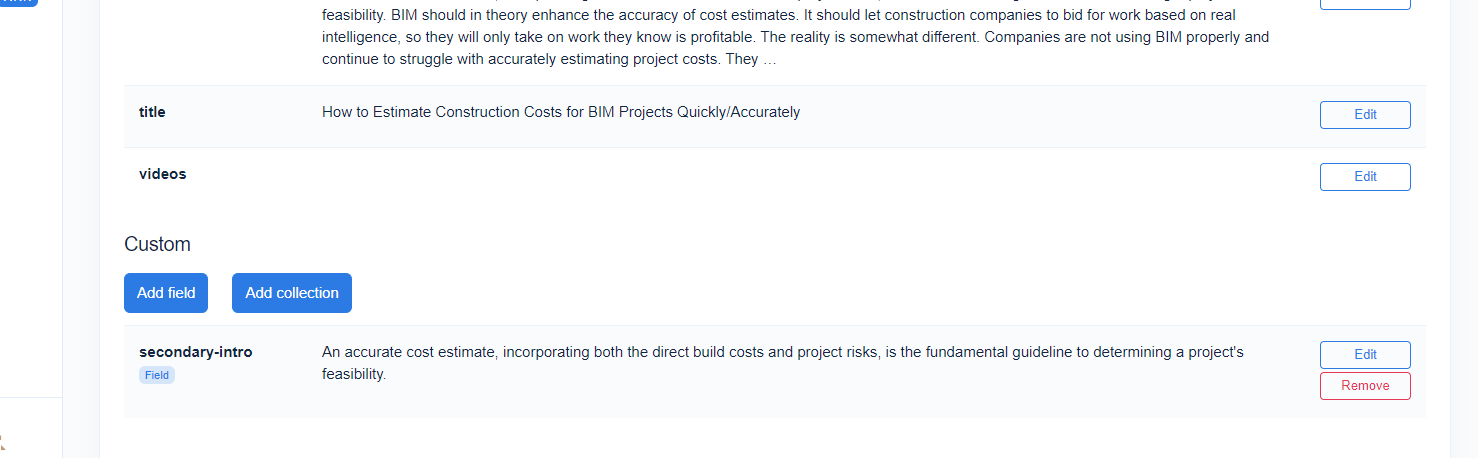 feasibility. BIM should in theory enhance the accuracy of cost estimates. It should let construction companies to bid for work based on real
intelligence, so they will only take on work they know is profitable. The reality is somewhat different. Companies are not using BIM properly and
continue to struggle with accurately estimating project costs. They …
title
How to Estimate Construction Costs for BIM Projects Quickly/Accurately
Edit
videos
Edit
Custom
Add field
Add collection
secondary-intro
Field
An accurate cost estimate, incorporating both the direct build costs and project risks, is the fundamental guideline to determining a project's
feasibility.
Edit
Remove